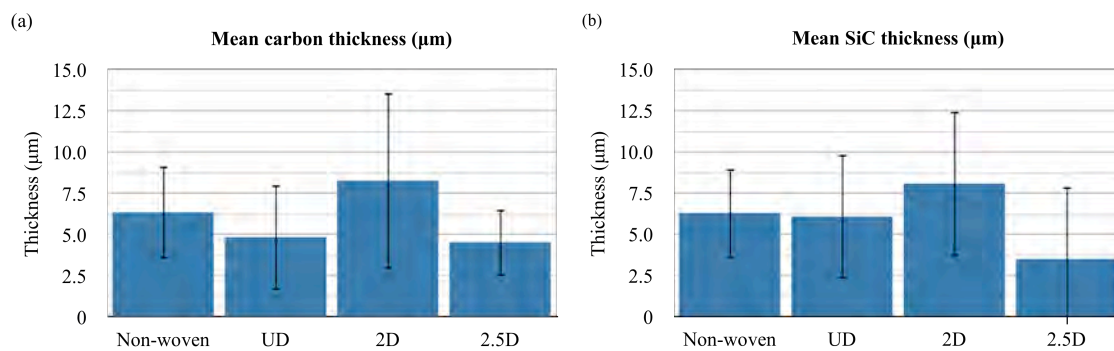 (a)
Mean carbon thickness (μm)
Thickness (μm)
15.0
12.5
10.0
7.5
5.0
2.5
0
Non-woven UD 2D 2.5D
(b)
Mean SiC thickness (μm)
Thickness (μm)
15.0
12.5
10.0
7.5
5.0
2.5
0
Non-woven UD 2D 2.5D